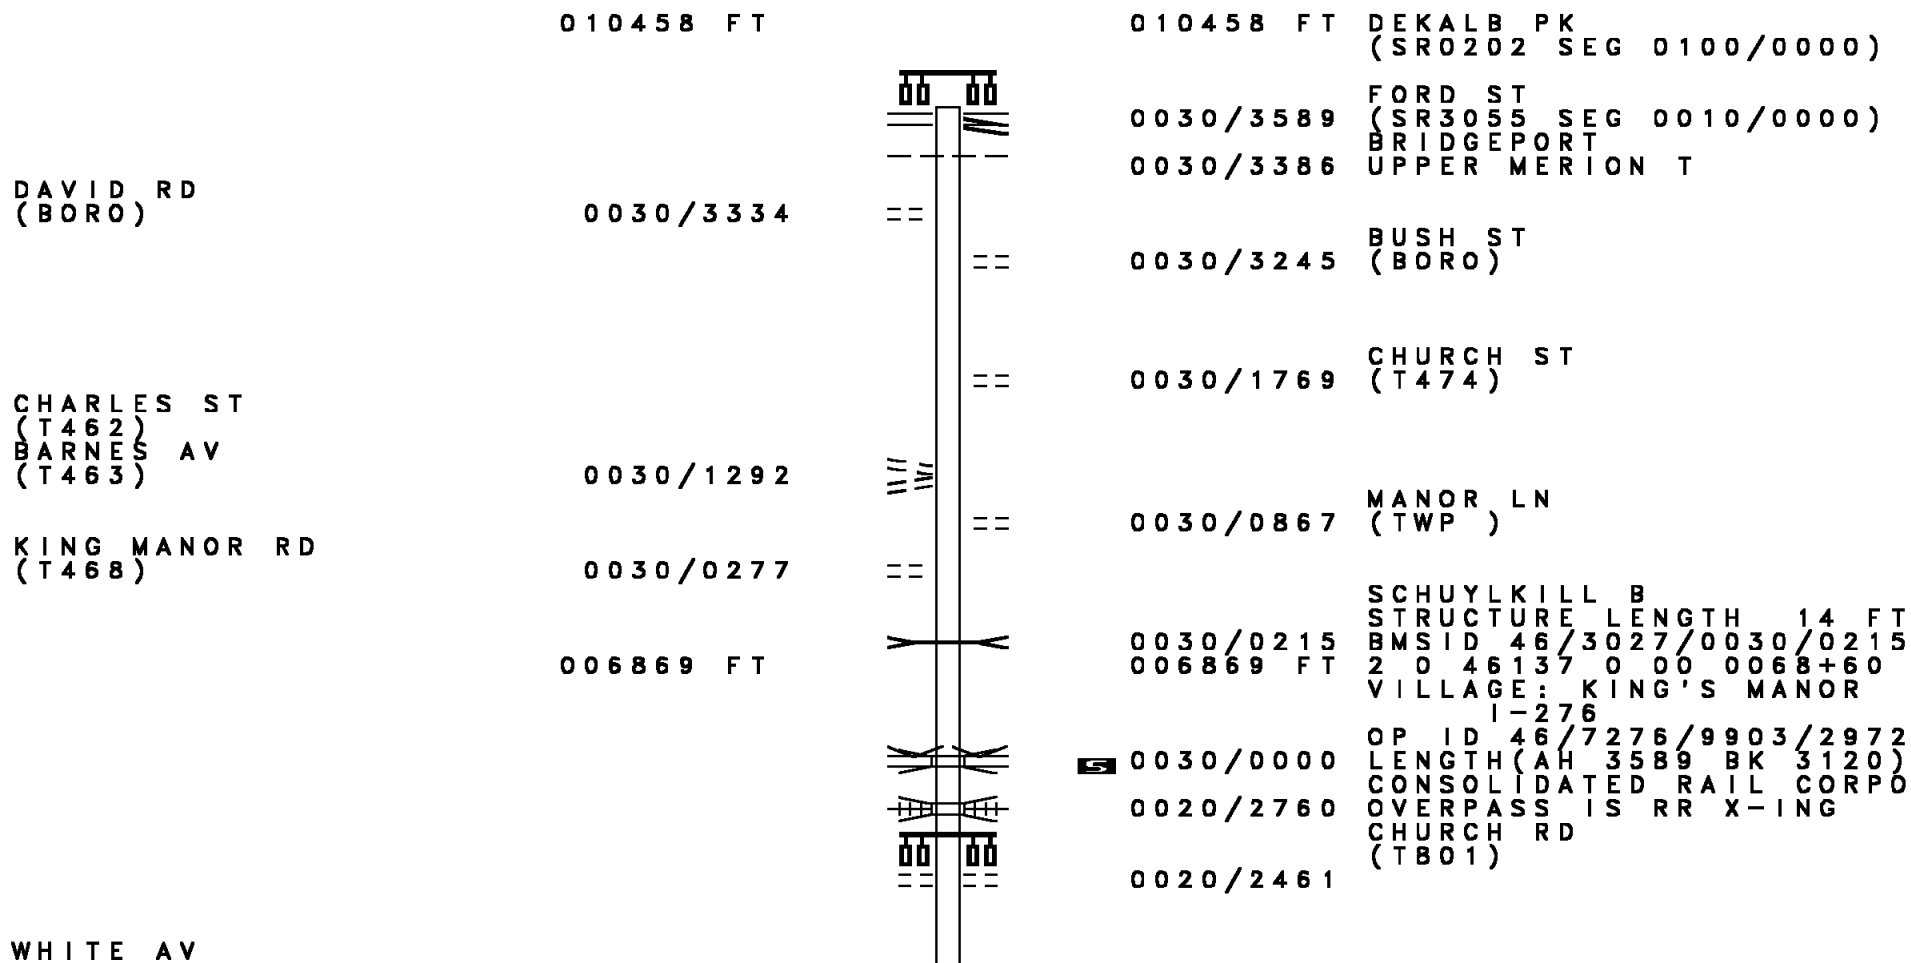 010458 FT 010458 FT DEKALB PK
(SR0202 SEG 0100/0000)
FORD ST
0030/3589 (SR3055 SEG 0010/0000)
BRIDGEPORT
0030/3386 UPPER MERION T
DAVID RD
(BORO) 0030/3334
BUSH ST
0030/3245 (BORO)
CHURCH ST
0030/1769 (T474)
CHARLES ST
(T462)
BARNES AV
(T463) 0030/1292
MANOR LN
0030/0867 (TWP )
KING MANOR RD
(T468) 0030/0277
SCHUYLKILL B
STRUCTURE LENGTH 14 FT
0030/0215 BMSID 46/3027/0030/0215
006869 FT 006869 FT 2 0 46137 0 00 0068+60
VILLAGE: KING'S MANOR
I-276
OP ID 46/7276/9903/2972
S 0030/0000 LENGTH(AH 3589 BK 3120)
CONSOLIDATED RAIL CORPO
0020/2760 OVERPASS IS RR X-ING
CHURCH RD
(T801)
0020/2461
WHITE AV